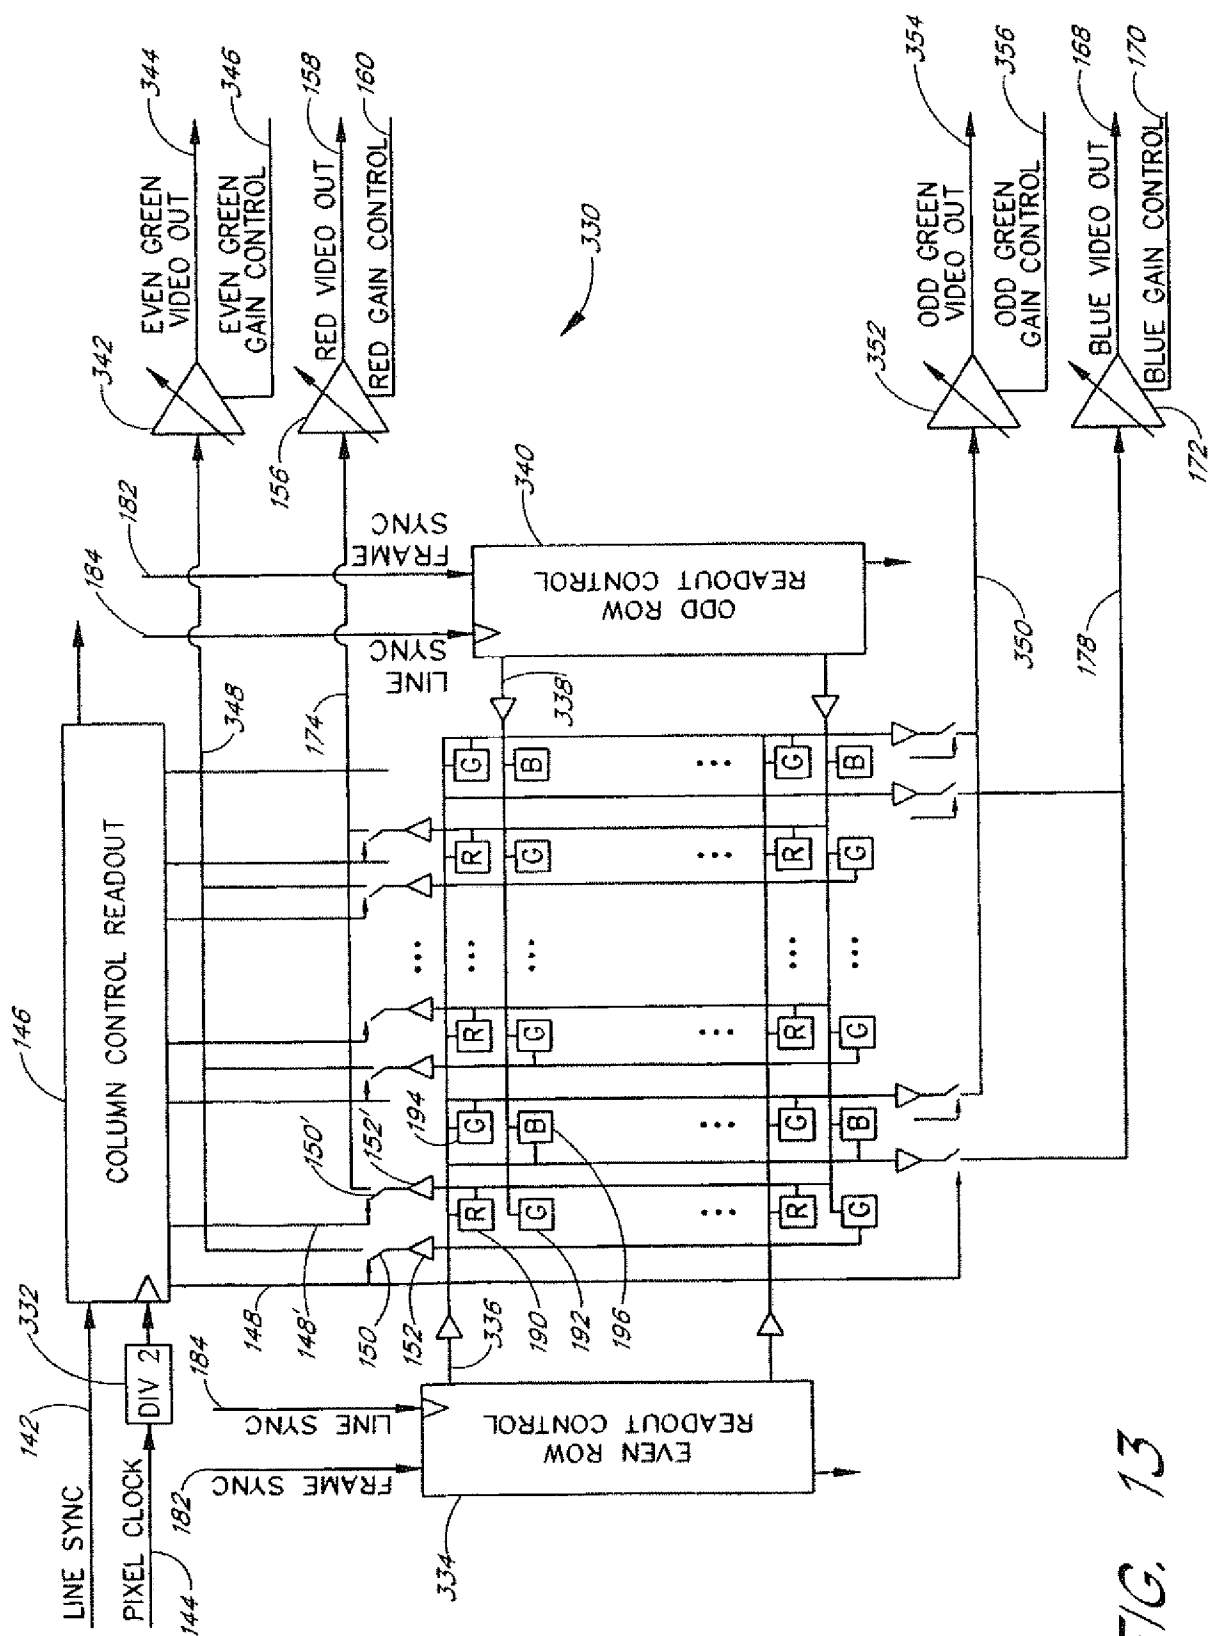 LINE SYNC
142
PIXEL CLOCK
144
DIV 2
332
146
COLUMN CONTROL READOUT
148
148'
150
150'
152
152'
348
174
EVEN GREEN
VIDEO OUT
344
342
EVEN GREEN
GAIN CONTROL
346
RED VIDEO OUT
158
156
RED GAIN CONTROL
160
184
182
LINE
SYNC
FRAME
SYNC
182
FRAME SYNC
184
LINE SYNC
334
EVEN ROW
READOUT CONTROL
336
338
340
ODD ROW
READOUT CONTROL
R
G
•••
R
G
•••
R
G
194
G
B
•••
R
G
•••
G
B
190
192
196
•••
•••
•••
•••
•••
R
G
•••
R
G
•••
R
G
G
B
•••
R
G
•••
G
B
330
ODD GREEN
VIDEO OUT
354
352
ODD GREEN
GAIN CONTROL
356
BLUE VIDEO OUT
168
172
BLUE GAIN CONTROL
170
350
178
FIG. 13